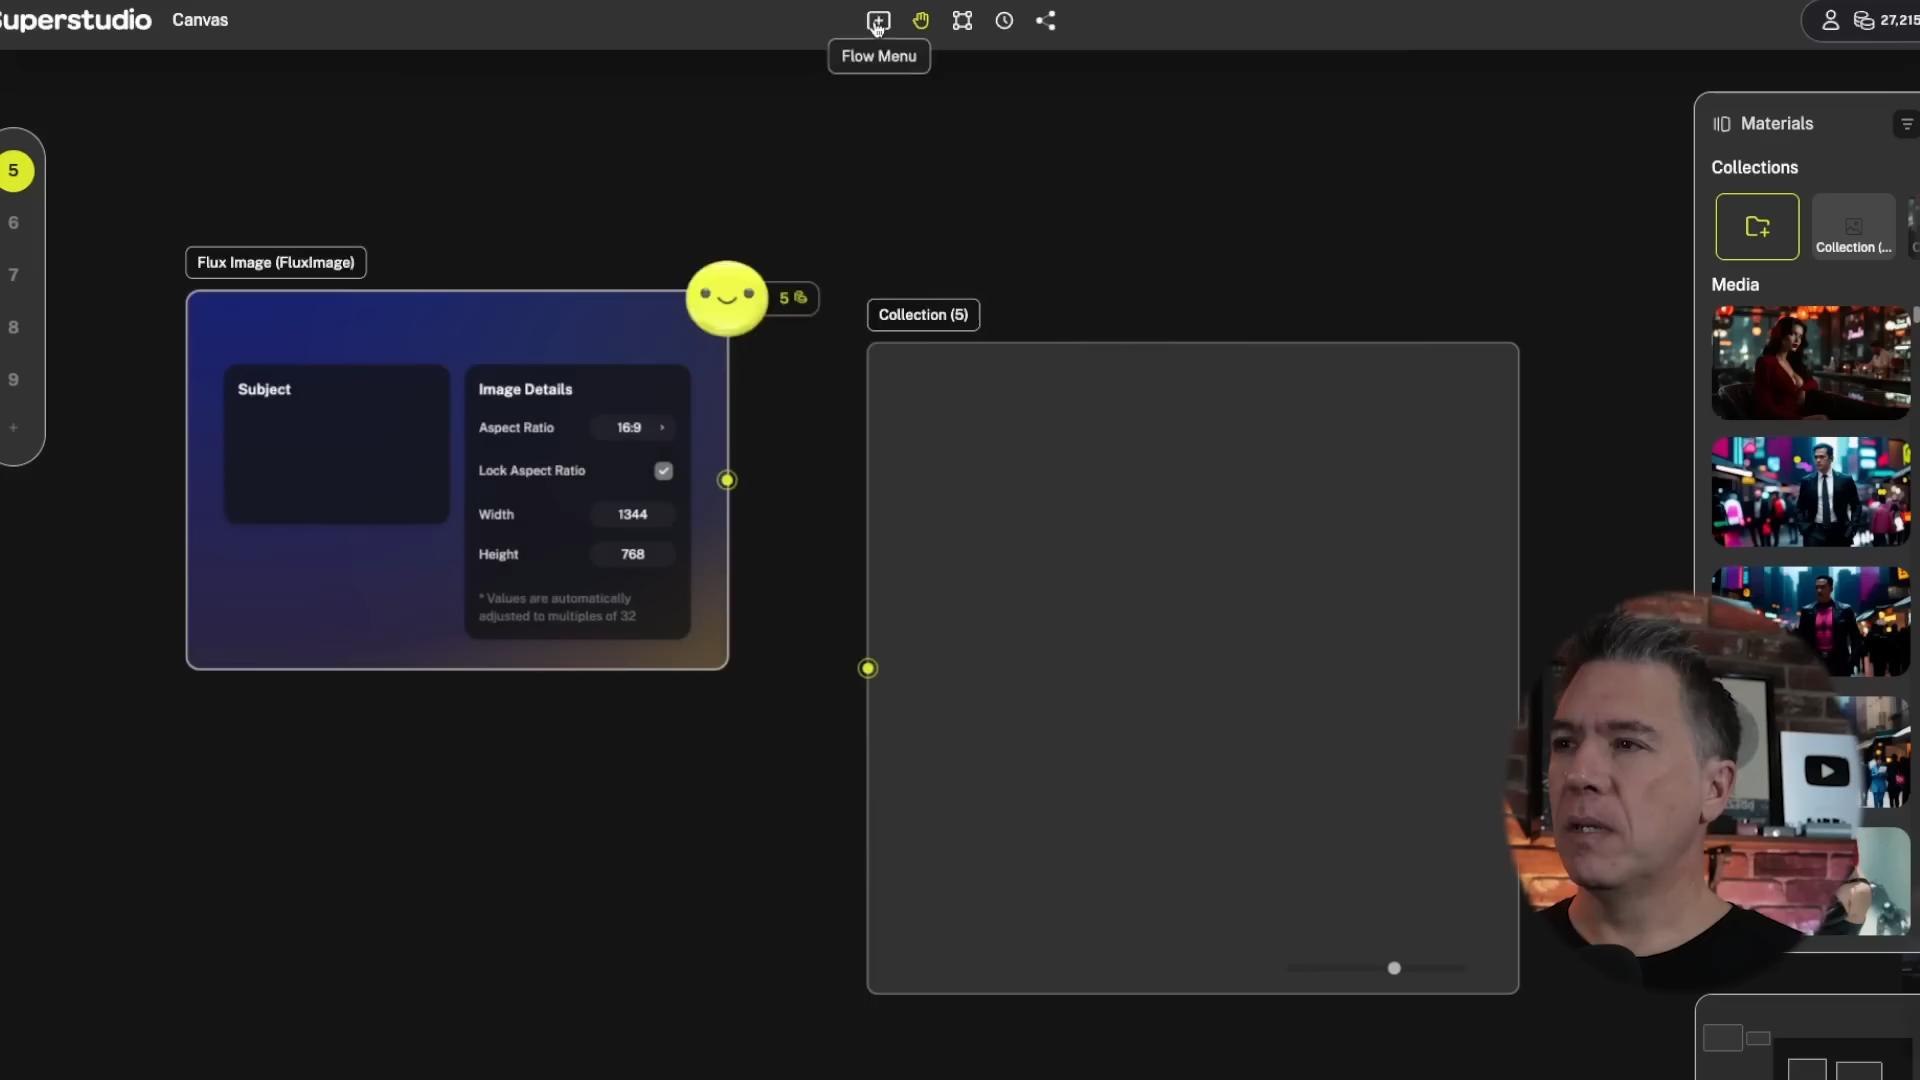 Superstudio
Canvas
27,215
Flow Menu
5
6
7
8
9
+
Flux Image (FluxImage)
5
Subject
Image Details
Aspect Ratio 16:9
Lock Aspect Ratio
Width 1344
Height 768
* Values are automatically
adjusted to multiples of 32
Collection (5)
Materials
Collections
Collection (...
Media